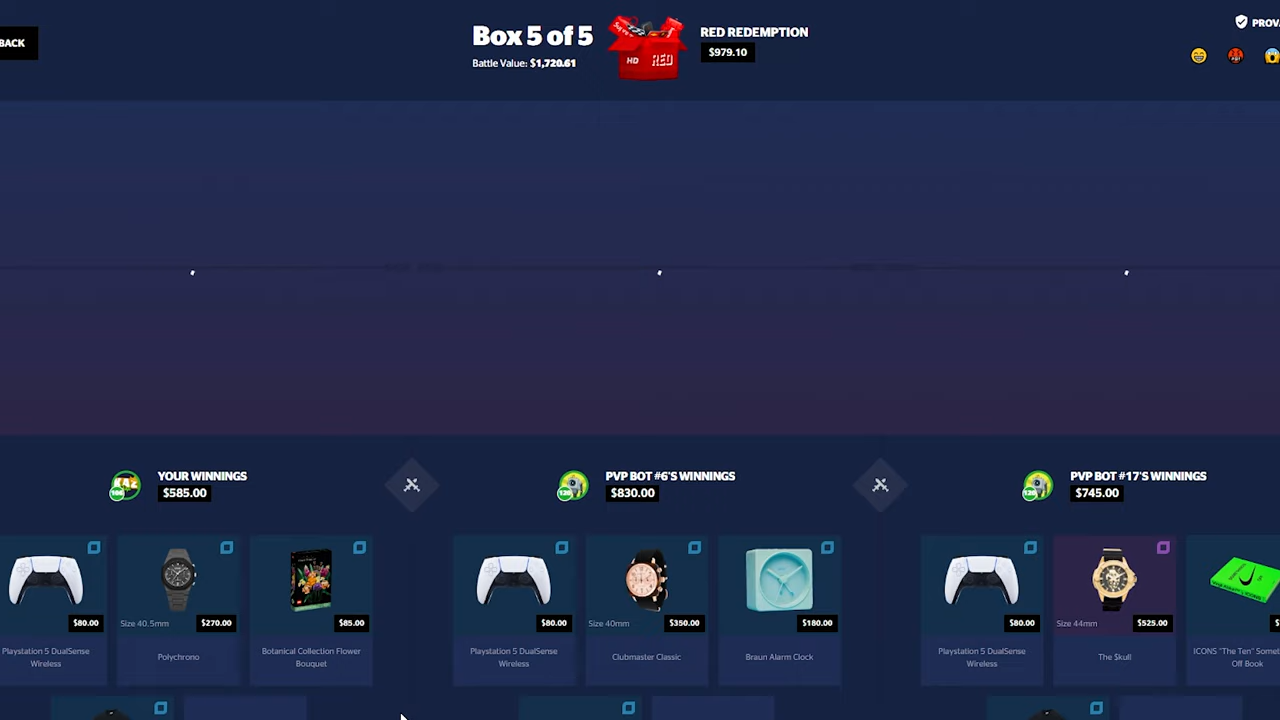 BACK
Box 5 of 5
Battle Value: $1,720.61
HD RED
RED REDEMPTION
$979.10
YOUR WINNINGS
$585.00
PVP BOT #6'S WINNINGS
$830.00
PVP BOT #17'S WINNINGS
$745.00
$80.00
Size 40.5mm $270.00
$85.00
$80.00
Size 40mm $350.00
$180.00
$80.00
Size 44mm $525.00
Playstation 5 DualSense
Wireless
Polychrono
Botanical Collection Flower
Bouquet
Playstation 5 DualSense
Wireless
Clubmaster Classic
Braun Alarm Clock
Playstation 5 DualSense
Wireless
The $kull
ICONS "The Ten" Somet
Off Book